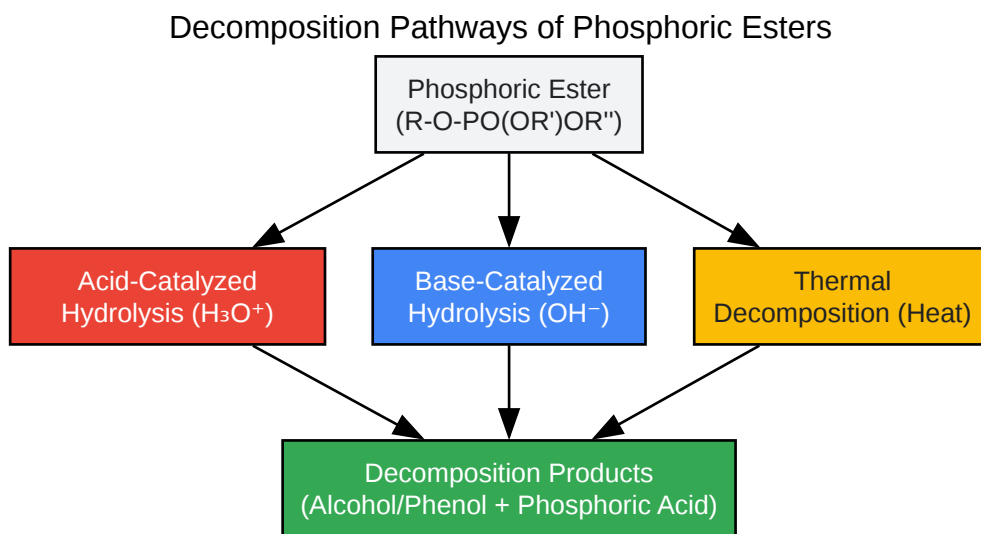 Decomposition Pathways of Phosphoric Esters
Phosphoric Ester
(R-O-PO(OR')OR'')
Acid-Catalyzed
Hydrolysis (H₃O⁺)
Base-Catalyzed
Hydrolysis (OH⁻)
Thermal
Decomposition (Heat)
Decomposition Products
(Alcohol/Phenol + Phosphoric Acid)